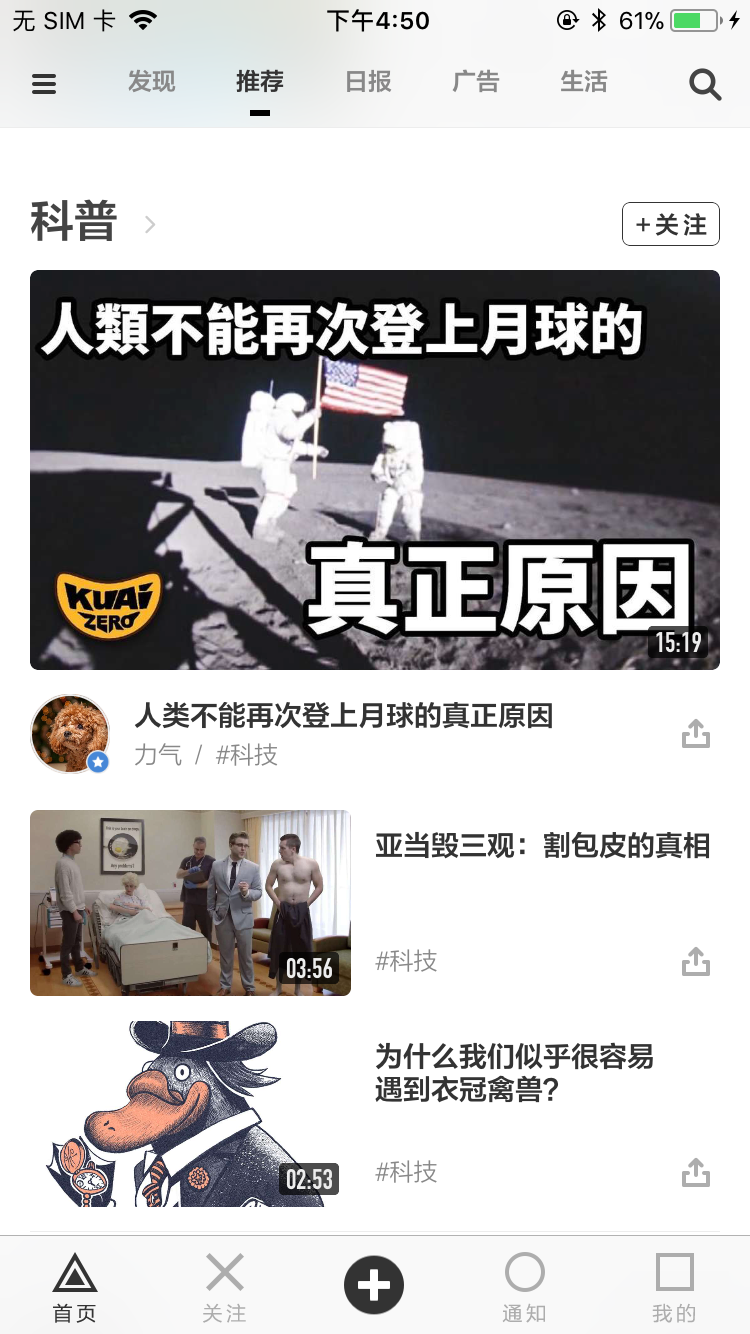 无 SIM 卡 下午4:50 61%
发现 推荐 日报 广告 生活
科普
+关注
人類不能再次登上月球的
真正原因
KUAI
ZERO
15:19
人类不能再次登上月球的真正原因
力气 / #科技
亚当毁三观：割包皮的真相
03:56
#科技
为什么我们似乎很容易
遇到衣冠禽兽？
02:53
#科技
首页 关注 通知 我的